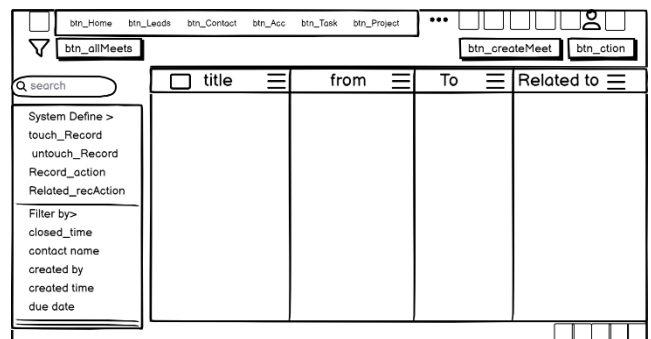 btn_Home btn_Leads btn_Contact btn_Acc btn_Task btn_Project
btn_allMeets btn_createMeet btn_ction
search title from To Related to
System Define >
touch_Record
untouch_Record
Record_action
Related_recAction
Filter by>
closed_time
contact name
created by
created time
due date